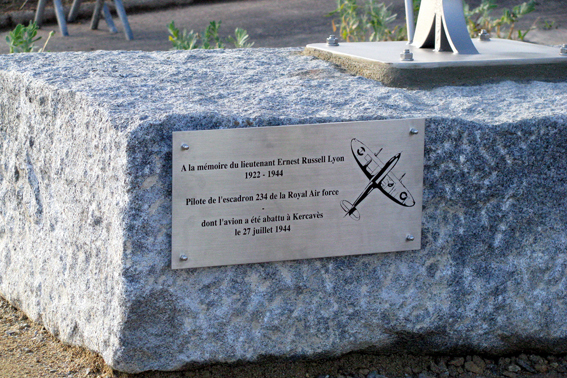 A la mémoire du lieutenant Ernest Russell Lyon
1922 - 1944
Pilote de l'escadron 234 de la Royal Air force
-
dont l'avion a été abattu à Kercavès
le 27 juillet 1944